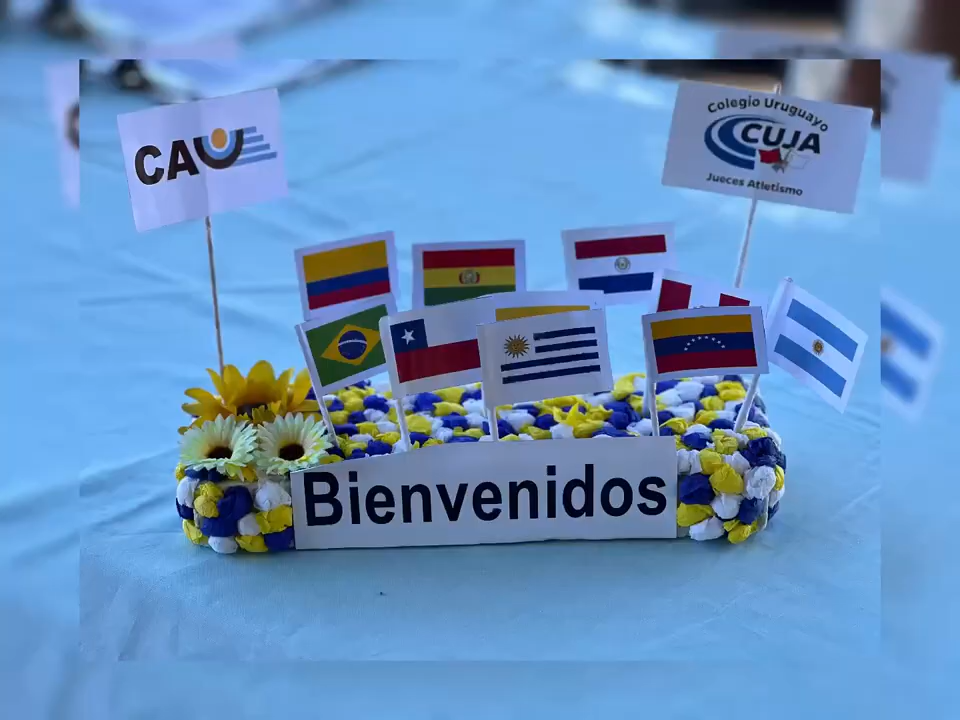 CAU
Colegio Uruguayo
CUJA
Jueces Atletismo
Bienvenidos